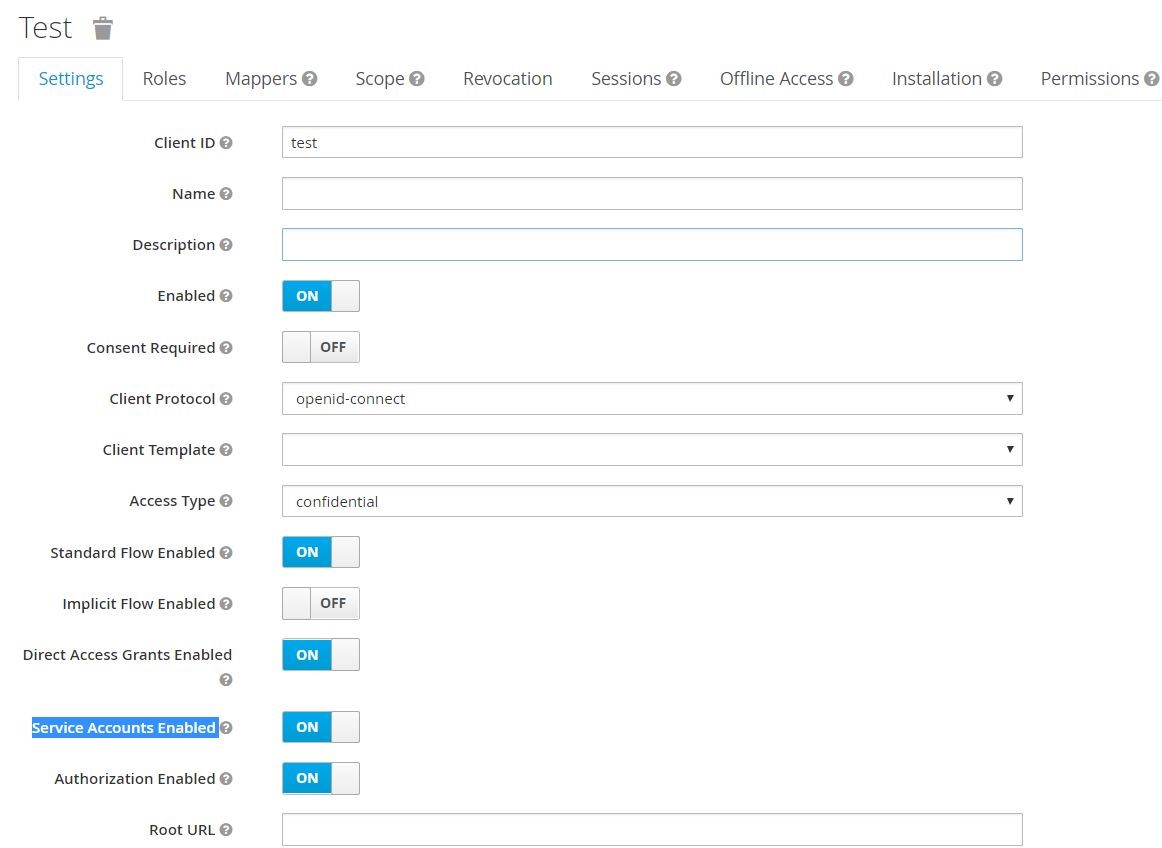 Test
Settings Roles Mappers Scope Revocation Sessions Offline Access Installation Permissions
Client ID test
Name
Description
Enabled ON
Consent Required OFF
Client Protocol openid-connect
Client Template
Access Type confidential
Standard Flow Enabled ON
Implicit Flow Enabled OFF
Direct Access Grants Enabled ON
Service Accounts Enabled ON
Authorization Enabled ON
Root URL